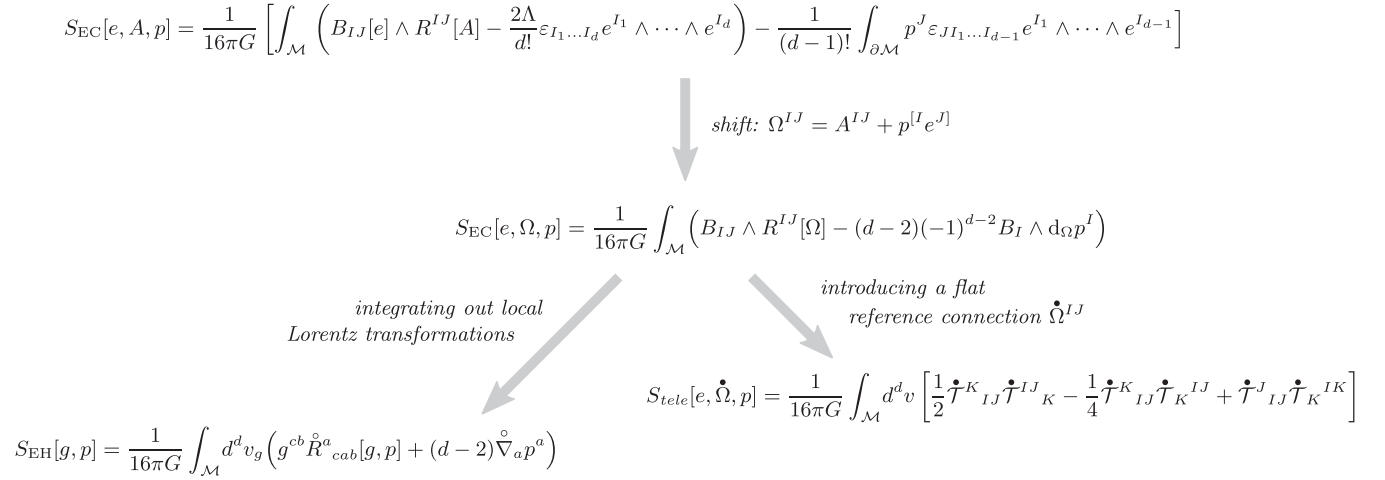 $S_{\mathrm{EC}}[e, A, p] = \frac{1}{16\pi G} \left[ \int_{\mathcal{M}} \left( B_{IJ}[e] \wedge R^{IJ}[A] - \frac{2\Lambda}{d!} \varepsilon_{I_1 \ldots I_d} e^{I_1} \wedge \cdots \wedge e^{I_d} \right) - \frac{1}{(d-1)!} \int_{\partial \mathcal{M}} p^J \varepsilon_{J I_1 \ldots I_{d-1}} e^{I_1} \wedge \cdots \wedge e^{I_{d-1}} \right]$
shift: $\Omega^{IJ} = A^{IJ} + p^{[I} e^{J]}$
$S_{\mathrm{EC}}[e, \Omega, p] = \frac{1}{16\pi G} \int_{\mathcal{M}} \left( B_{IJ} \wedge R^{IJ}[\Omega] - (d-2)(-1)^{d-2} B_I \wedge \mathrm{d}_\Omega p^I \right)$
integrating out local
Lorentz transformations
introducing a flat
reference connection $\overset{\bullet}{\Omega}{}^{IJ}$
$S_{tele}[e, \overset{\bullet}{\Omega}, p] = \frac{1}{16\pi G} \int_{\mathcal{M}} d^d v \left[ \frac{1}{2} \overset{\bullet}{\mathcal{T}}{}^K{}_{IJ} \overset{\bullet}{\mathcal{T}}{}^{IJ}{}_K - \frac{1}{4} \overset{\bullet}{\mathcal{T}}{}^K{}_{IJ} \overset{\bullet}{\mathcal{T}}{}_K{}^{IJ} + \overset{\bullet}{\mathcal{T}}{}^J{}_{IJ} \overset{\bullet}{\mathcal{T}}{}_K{}^{IK} \right]$
$S_{\mathrm{EH}}[g, p] = \frac{1}{16\pi G} \int_{\mathcal{M}} d^d v_g \left( g^{cb} \mathring{R}^a{}_{cab}[g, p] + (d-2) \mathring{\nabla}_a p^a \right)$